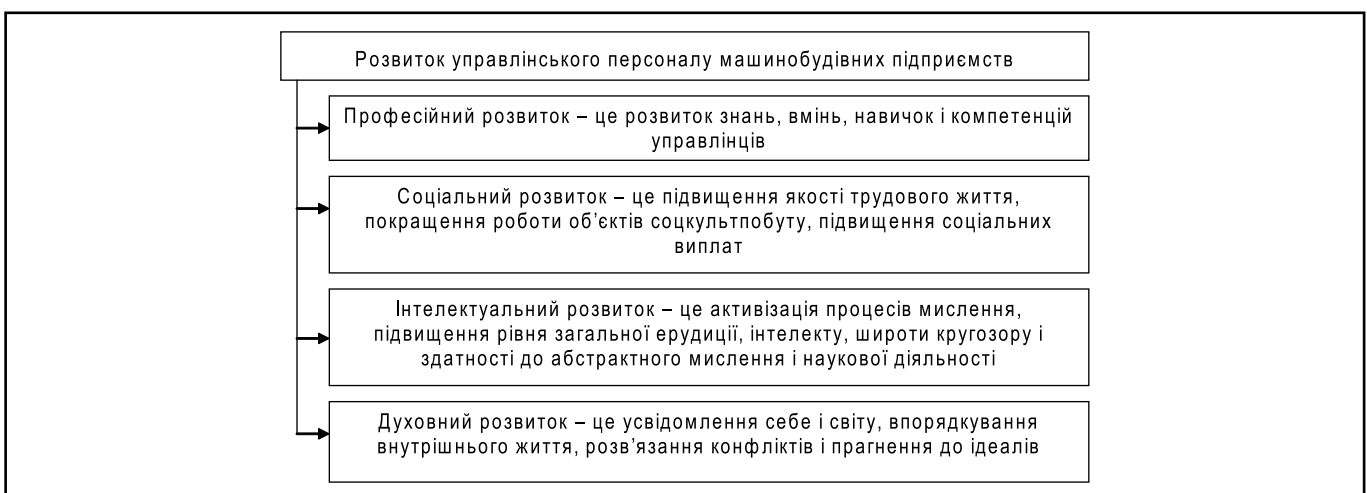 Розвиток управлінського персоналу машинобудівних підприємств
Професійний розвиток – це розвиток знань, вмінь, навичок і компетенцій
управлінців
Соціальний розвиток – це підвищення якості трудового життя,
покращення роботи об’єктів соцкультпобуту, підвищення соціальних
виплат
Інтелектуальний розвиток – це активізація процесів мислення,
підвищення рівня загальної ерудиції, інтелекту, широти кругозору і
здатності до абстрактного мислення і наукової діяльності
Духовний розвиток – це усвідомлення себе і світу, впорядкування
внутрішнього життя, розв’язання конфліктів і прагнення до ідеалів